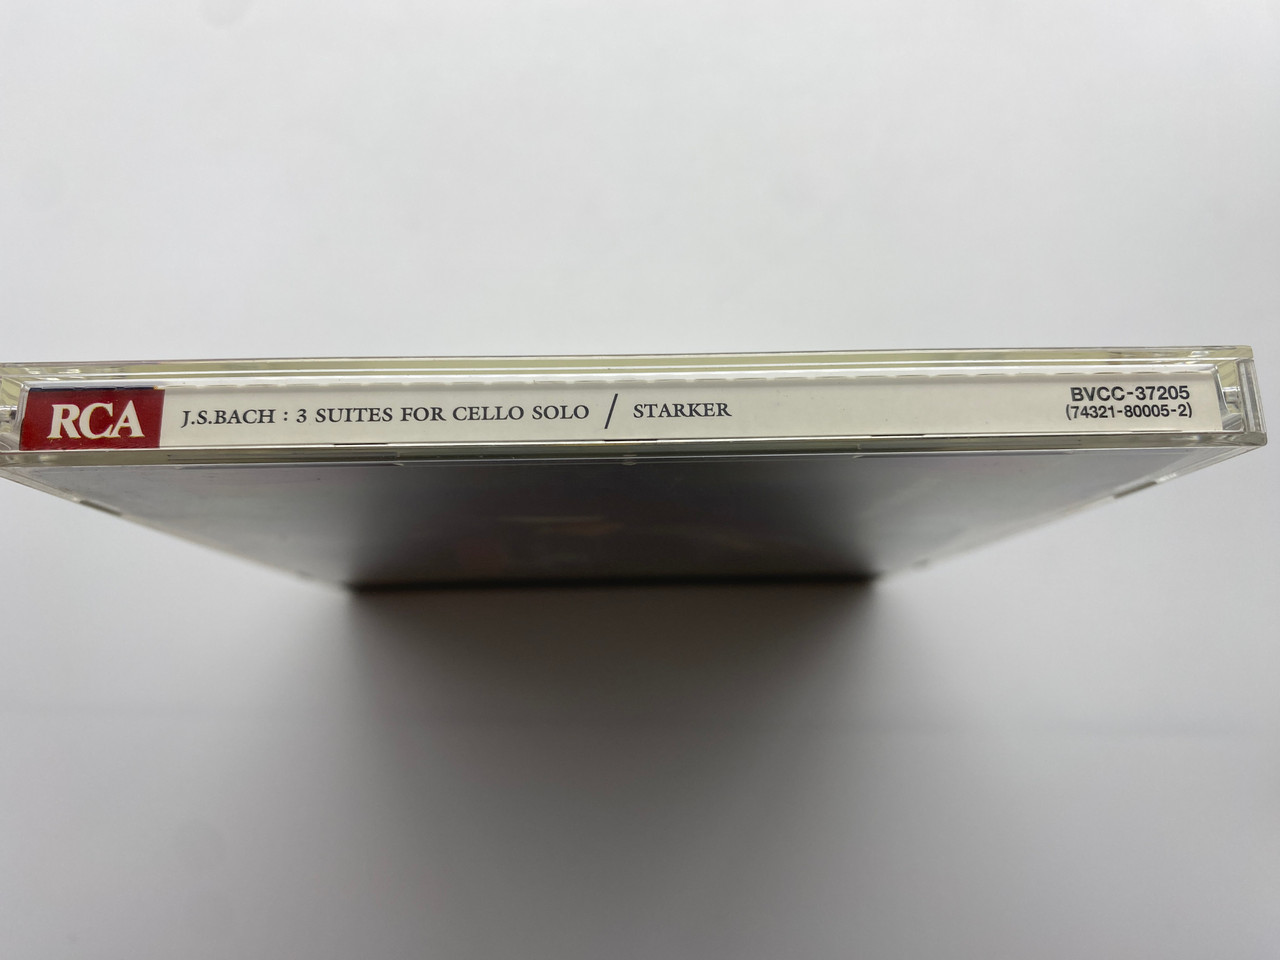 RCA
J.S.BACH : 3 SUITES FOR CELLO SOLO / STARKER
BVCC-37205
(74321-80005-2)